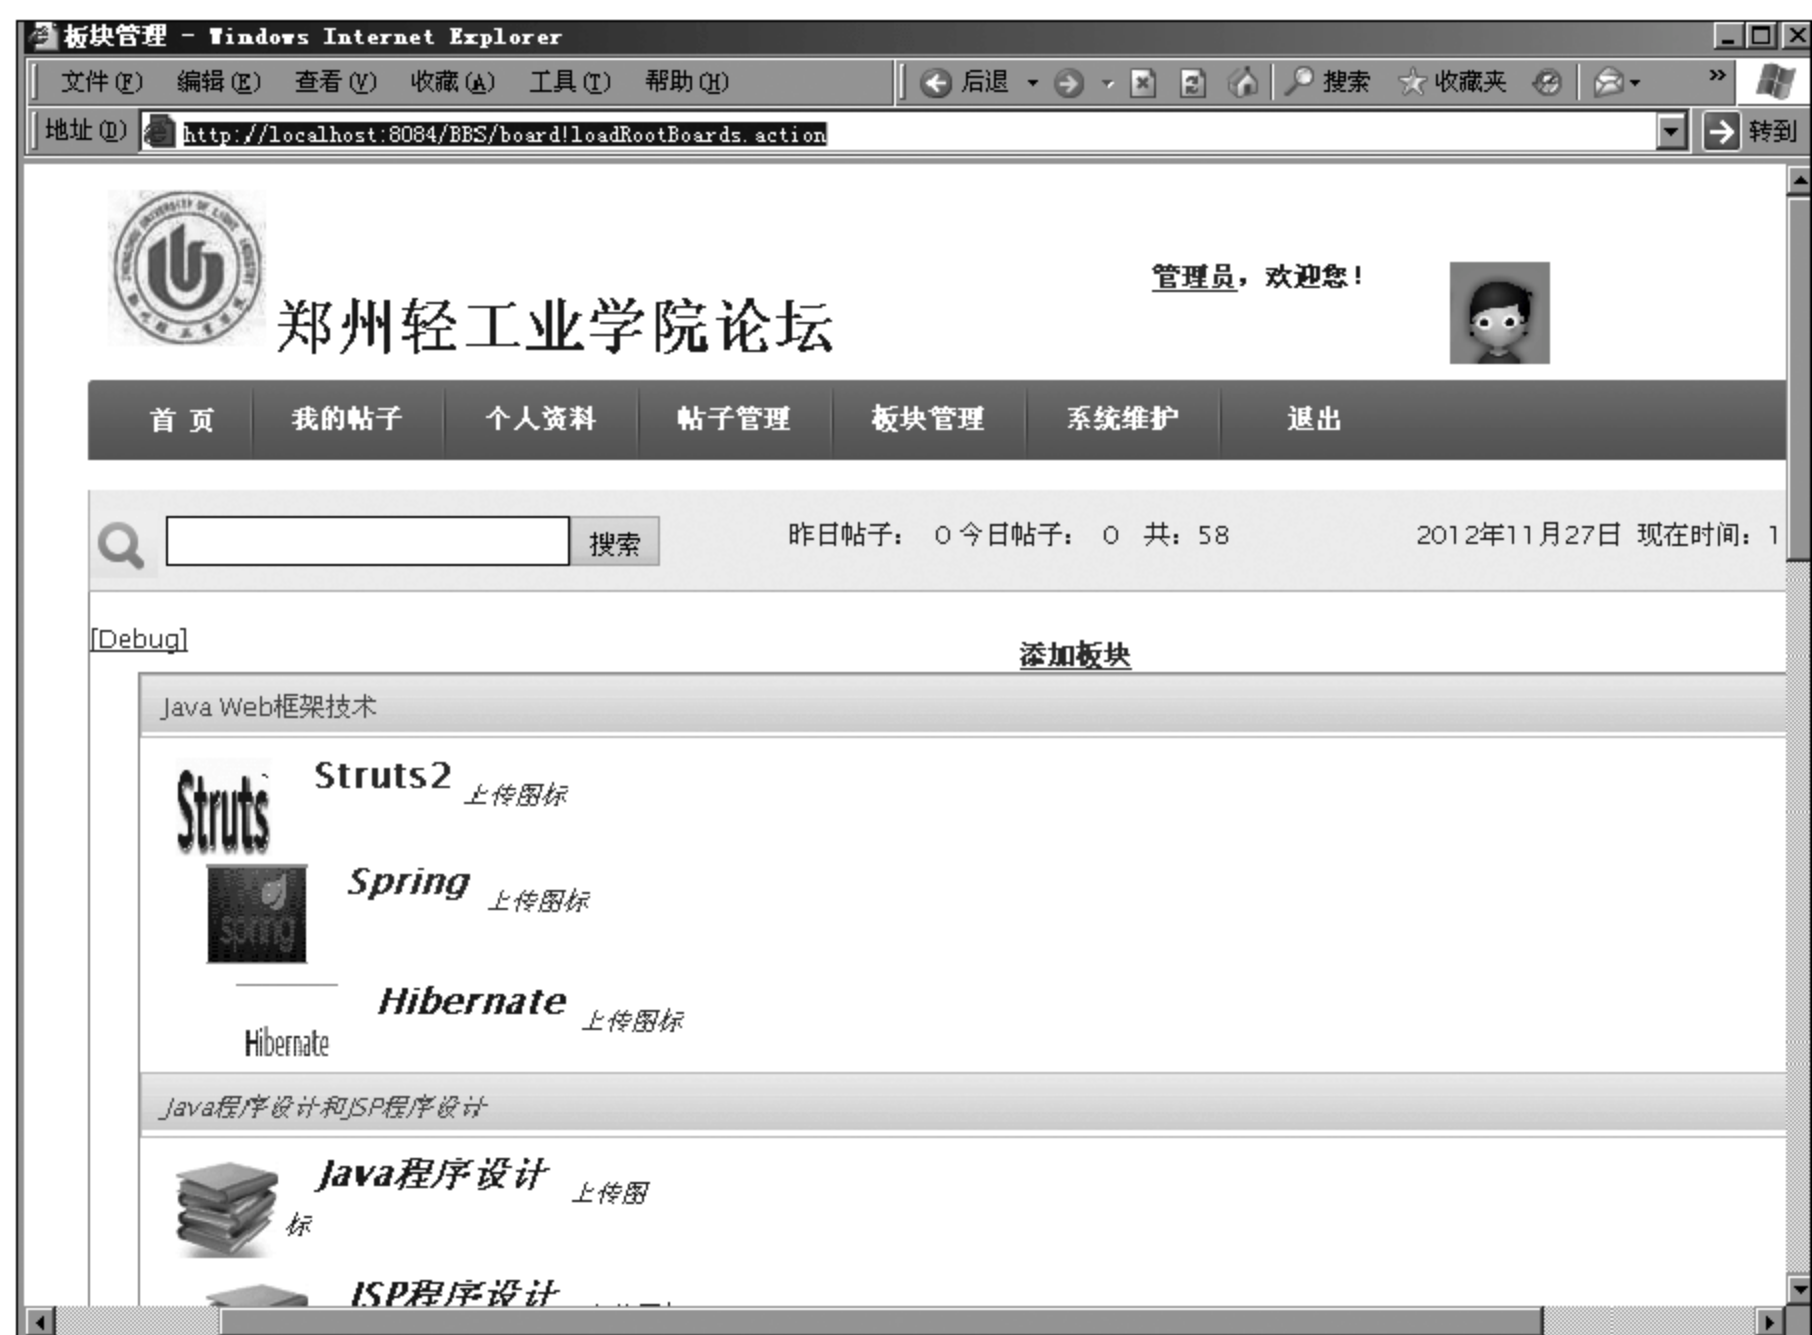 板块管理 - Windows Internet Explorer
文件(F) 编辑(E) 查看(V) 收藏(A) 工具(T) 帮助(H) 后退 搜索 收藏夹 »
地址(D) http://localhost:8084/BBS/board!loadRootBoards.action 转到
管理员，欢迎您！
郑州轻工业学院论坛
首 页 我的帖子 个人资料 帖子管理 板块管理 系统维护 退出
搜索 昨日帖子： 0 今日帖子： 0 共：58 2012年11月27日 现在时间：1
[Debug]
添加板块
Java Web框架技术
Struts
Struts2 上传图标
spring
Spring 上传图标
Hibernate 上传图标
Hibernate
Java程序设计和JSP程序设计
Java程序设计 上传图
标
JSP程序设计